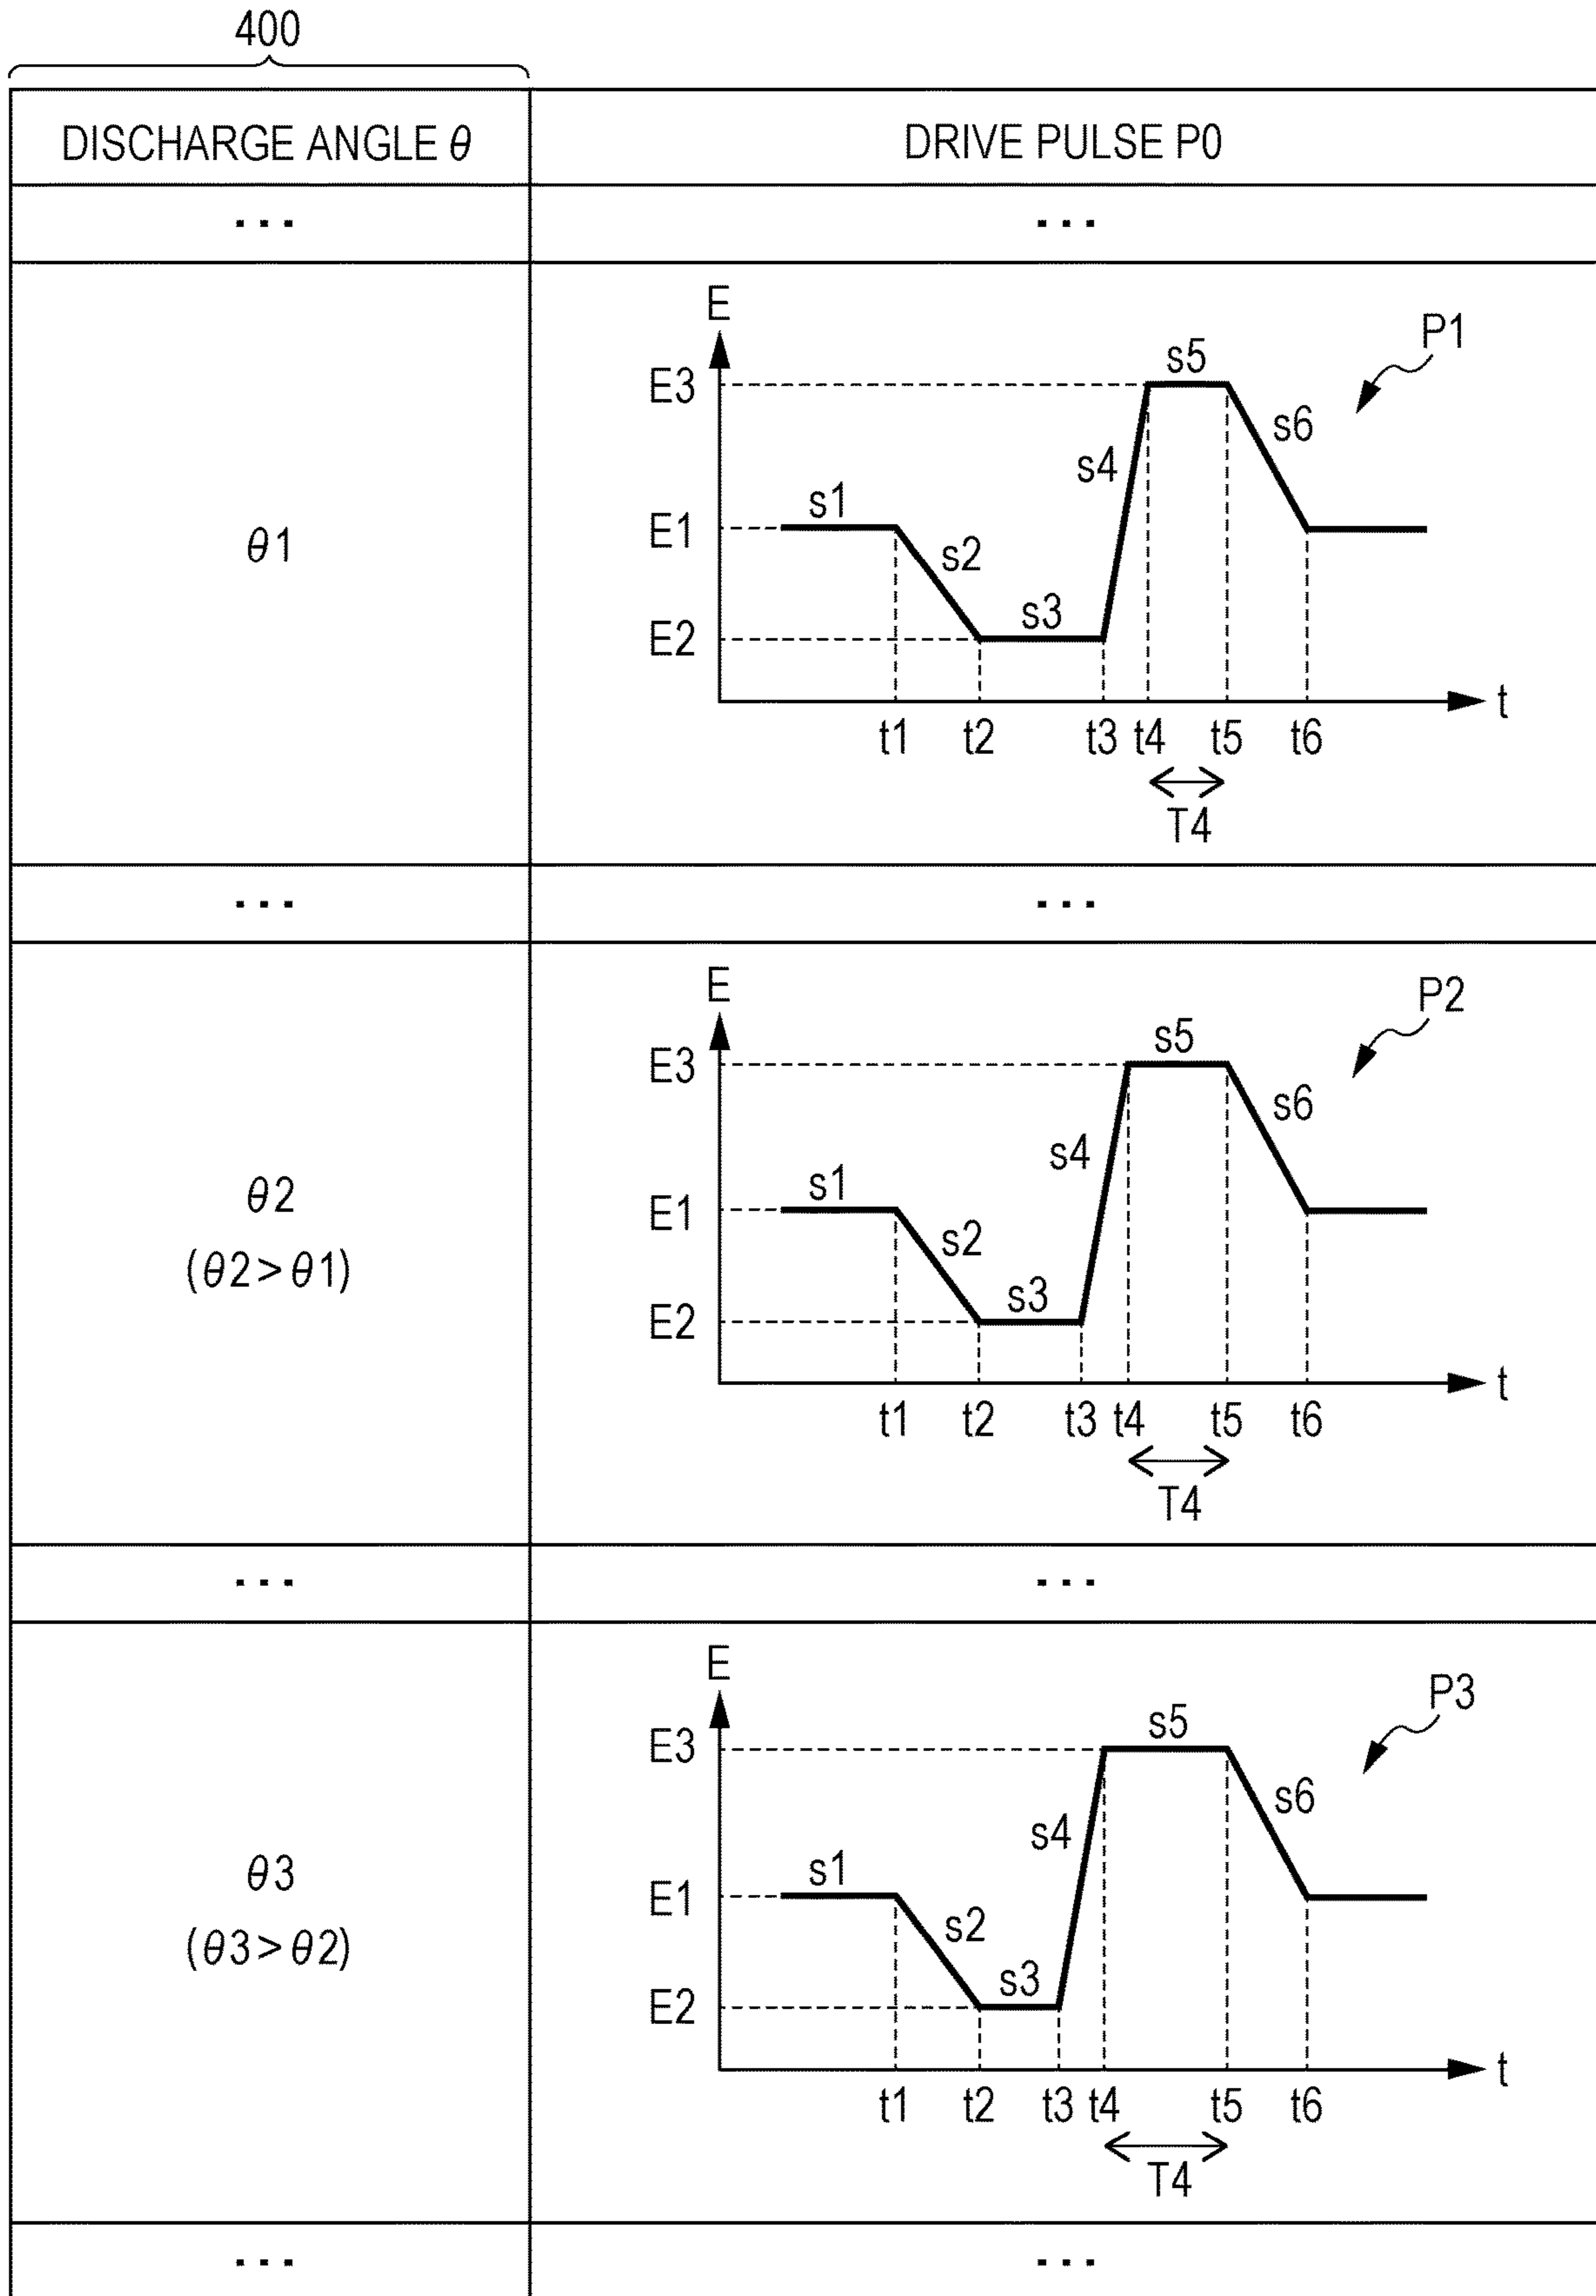 400
DISCHARGE ANGLE θ DRIVE PULSE P0
... ...
θ1
E
P1
E3
s5
s6
s4
E1
s1
s2
s3
E2
t
t1 t2 t3 t4 t5 t6
T4
... ...
θ2
(θ2>θ1)
E
P2
E3
s5
s6
s4
E1
s1
s2
s3
E2
t
t1 t2 t3 t4 t5 t6
T4
... ...
θ3
(θ3>θ2)
E
P3
E3
s5
s6
s4
E1
s1
s2
s3
E2
t
t1 t2 t3 t4 t5 t6
T4
... ...